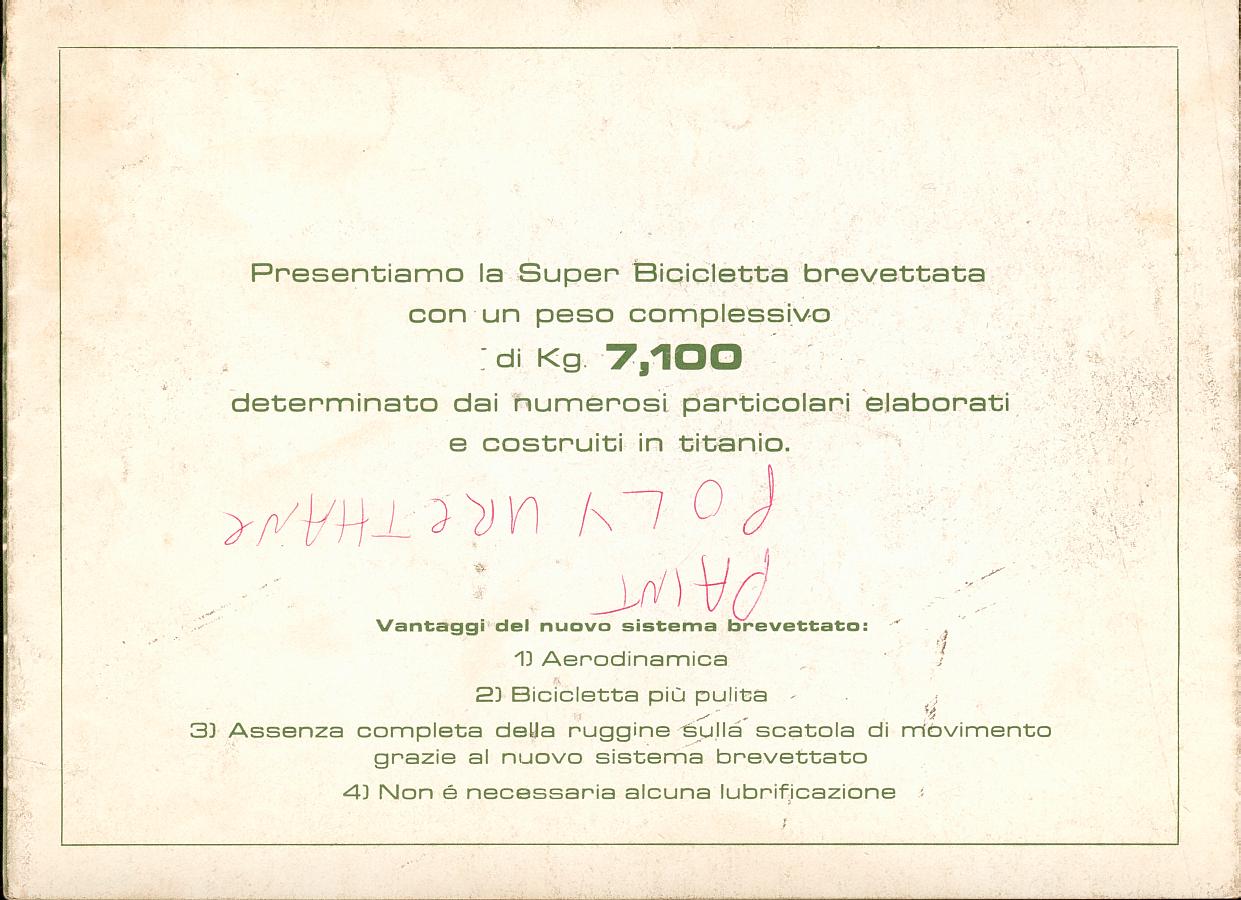 Presentiamo la Super Bicicletta brevettata
con un peso complessivo
di Kg. 7,100
determinato dai numerosi particolari elaborati
e costruiti in titanio.
PAINT
POLY URETHANE
Vantaggi del nuovo sistema brevettato:
1) Aerodinamica
2) Bicicletta più pulita
3) Assenza completa della ruggine sulla scatola di movimento
grazie al nuovo sistema brevettato
4) Non é necessaria alcuna lubrificazione